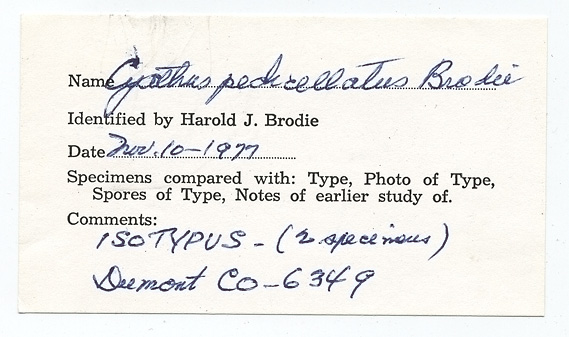 Name Cyathus pedicellatus Brodie
Identified by Harold J. Brodie
Date Nov. 10-1977
Specimens compared with: Type, Photo of Type,
Spores of Type, Notes of earlier study of.
Comments:
ISOTYPUS - (2 specimens)
Dumont CO-6349